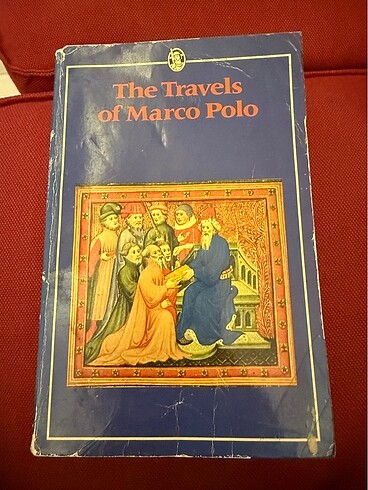 The Travels
of Marco Polo